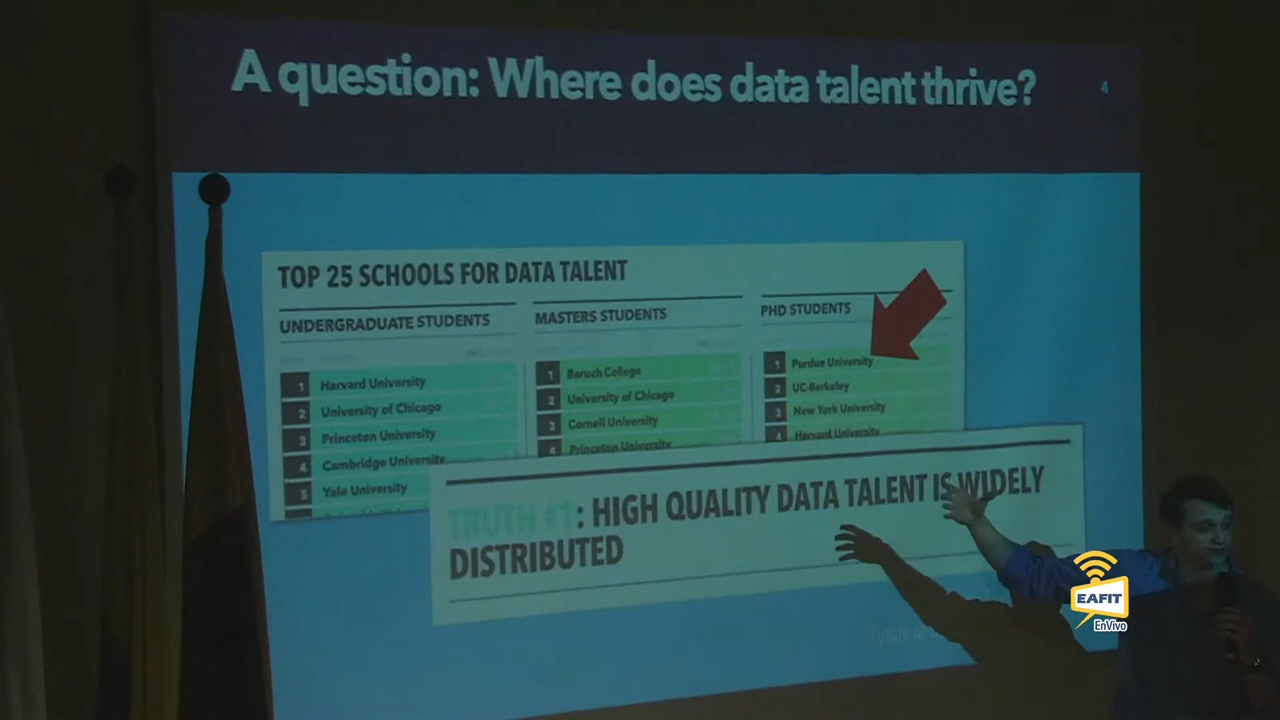 A question: Where does data talent thrive?
4
TOP 25 SCHOOLS FOR DATA TALENT
UNDERGRADUATE STUDENTS
1 Harvard University
2 University of Chicago
3 Princeton University
4 Cambridge University
5 Yale University
MASTERS STUDENTS
1 Baruch College
2 University of Chicago
3 Cornell University
4 Princeton University
PHD STUDENTS
1 Purdue University
2 UC-Berkeley
3 New York University
4 Harvard University
TRUTH #1: HIGH QUALITY DATA TALENT IS WIDELY
DISTRIBUTED
Future of
EAFIT
EnVivo